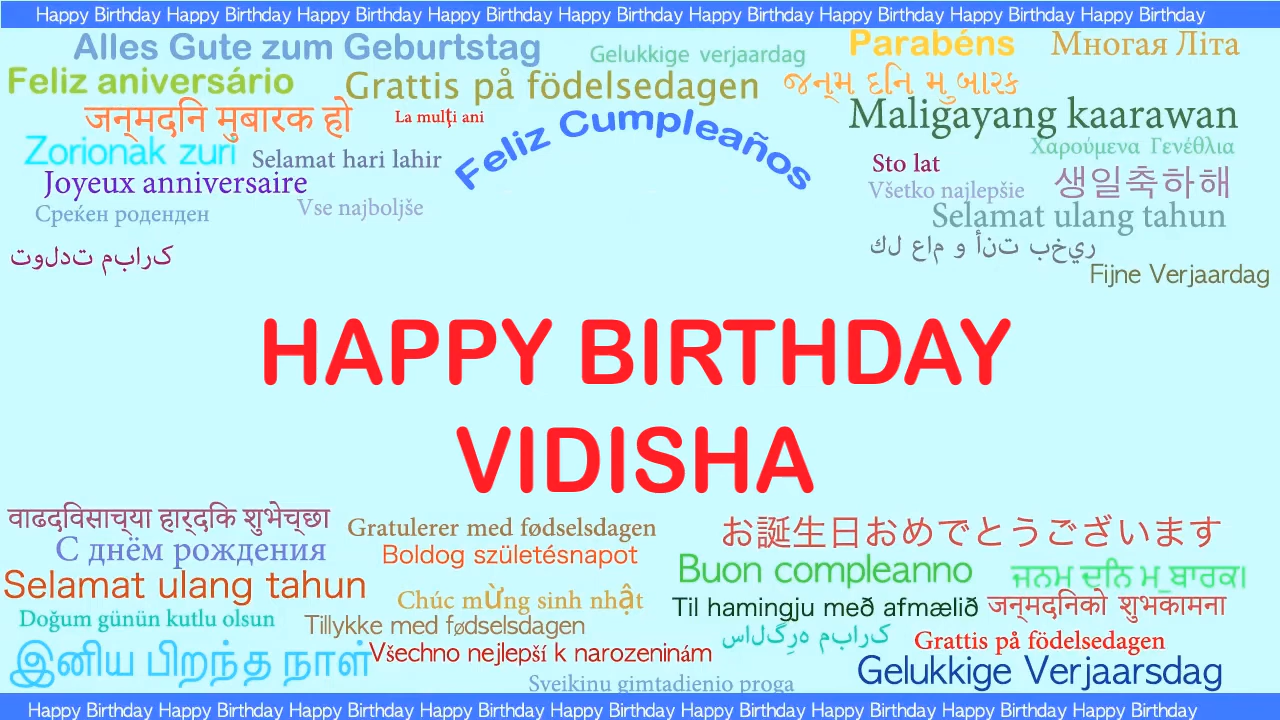 Happy Birthday Happy Birthday Happy Birthday Happy Birthday Happy Birthday Happy Birthday Happy Birthday Happy Birthday Happy Birthday
Alles Gute zum Geburtstag
Gelukkige verjaardag
Parabéns
Многая Літа
Feliz aniversário
Grattis på födelsedagen
જન્મ દિન મુબારક
जन्मदिन मुबारक हो
La mulţi ani
Feliz Cumpleaños
Maligayang kaarawan
Zorionak zuri
Selamat hari lahir
Sto lat
Χαρούμενα Γενέθλια
Joyeux anniversaire
Všetko najlepšie
생일축하해
Среќен роденден
Vse najboljše
Selamat ulang tahun
تولدت مبارک
كل عام و أنت بخير
Fijne Verjaardag
HAPPY BIRTHDAY
VIDISHA
वाढदिवसाच्या हार्दिक शुभेच्छा
Gratulerer med fødselsdagen
お誕生日おめでとうございます
С днём рождения
Boldog születésnapot
Buon compleanno
ਜਨਮ ਦਿਨ ਮੁਬਾਰਕ।
Selamat ulang tahun
Chúc mừng sinh nhật
Til hamingju með afmælið
जन्मदिनको शुभकामना
Doğum günün kutlu olsun
Tillykke med fødselsdagen
سالگرہ مبارک
Grattis på födelsedagen
இனிய பிறந்த நாள்
Všechno nejlepší k narozeninám
Gelukkige Verjaarsdag
Sveikinu gimtadienio proga
Happy Birthday Happy Birthday Happy Birthday Happy Birthday Happy Birthday Happy Birthday Happy Birthday Happy Birthday Happy Birthday